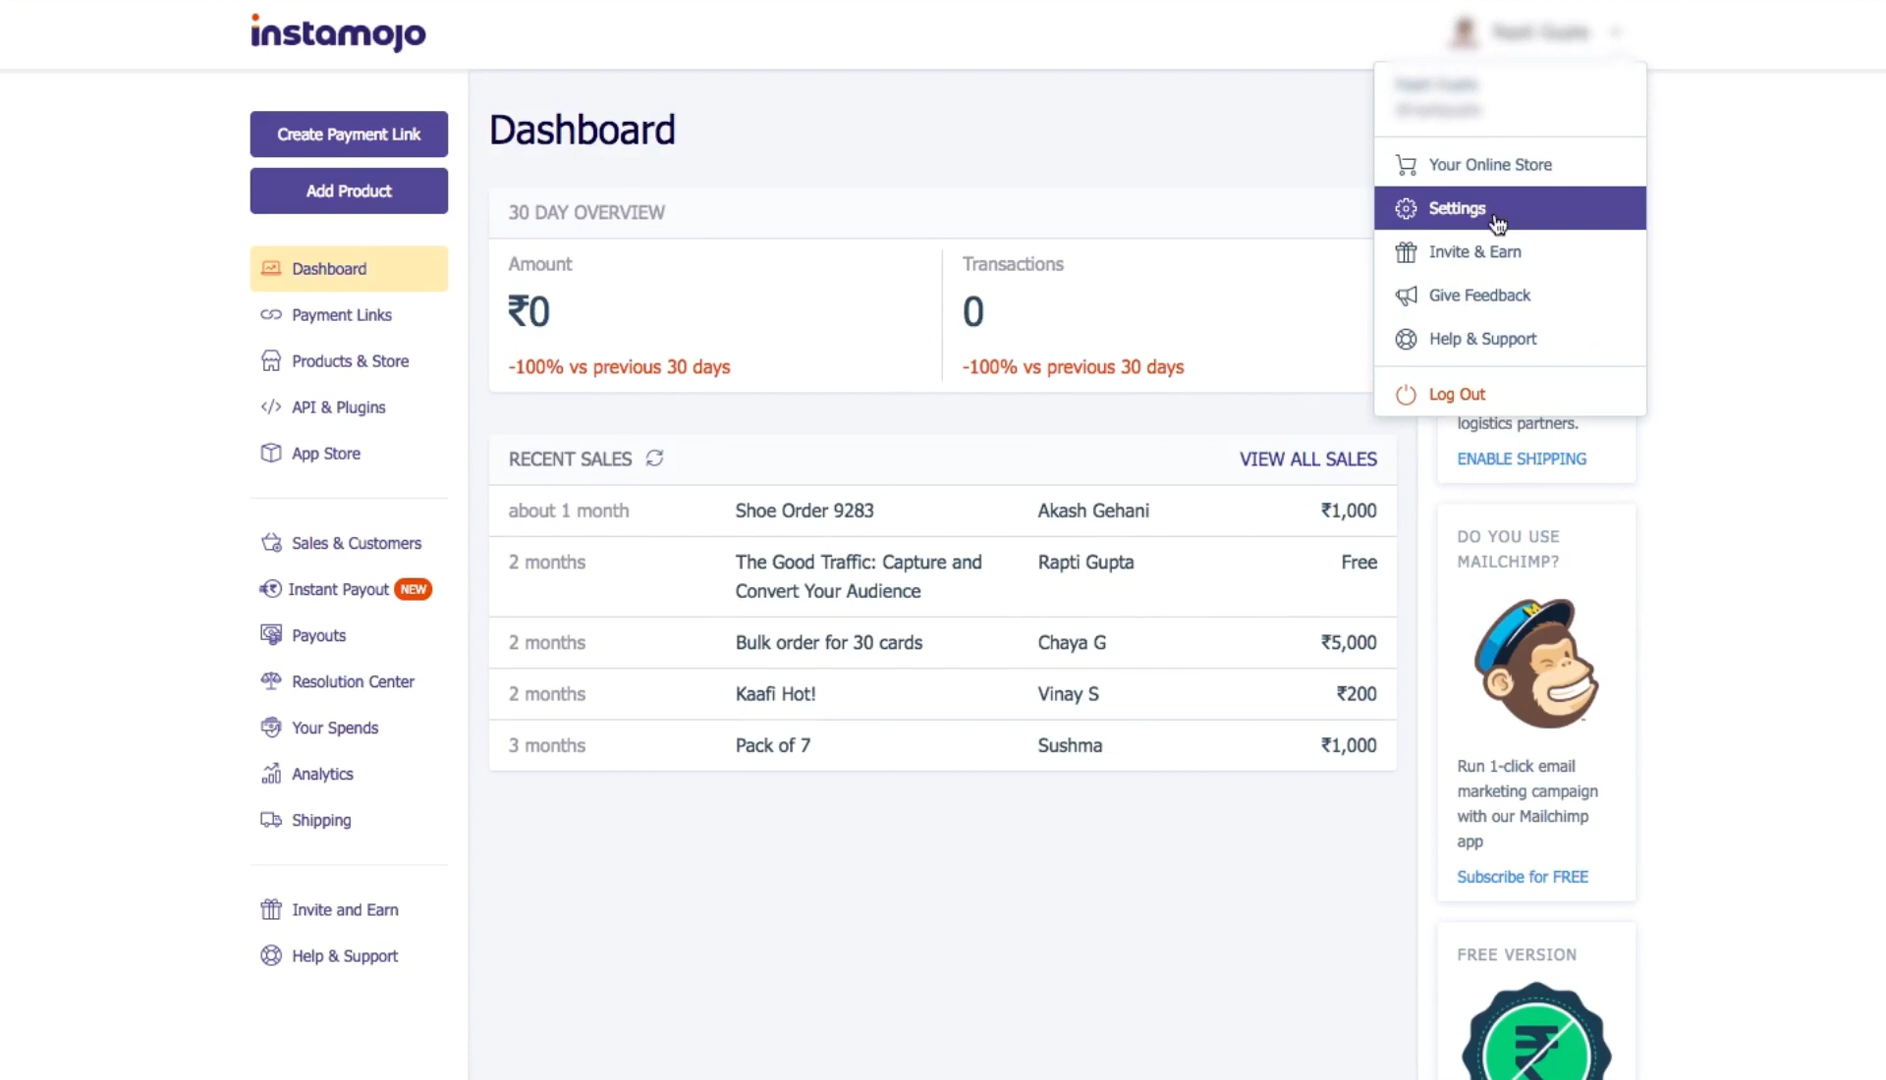 instamojo
Create Payment Link
Add Product
Dashboard
Payment Links
Products & Store
API & Plugins
App Store
Sales & Customers
Instant Payout NEW
Payouts
Resolution Center
Your Spends
Analytics
Shipping
Invite and Earn
Help & Support
Dashboard
30 DAY OVERVIEW
Amount
₹0
-100% vs previous 30 days
Transactions
0
-100% vs previous 30 days
RECENT SALES
VIEW ALL SALES
about 1 month Shoe Order 9283 Akash Gehani ₹1,000
2 months The Good Traffic: Capture and Rapti Gupta Free
Convert Your Audience
2 months Bulk order for 30 cards Chaya G ₹5,000
2 months Kaafi Hot! Vinay S ₹200
3 months Pack of 7 Sushma ₹1,000
Your Online Store
Settings
Invite & Earn
Give Feedback
Help & Support
Log Out
logistics partners.
ENABLE SHIPPING
DO YOU USE
MAILCHIMP?
Run 1-click email
marketing campaign
with our Mailchimp
app
Subscribe for FREE
FREE VERSION